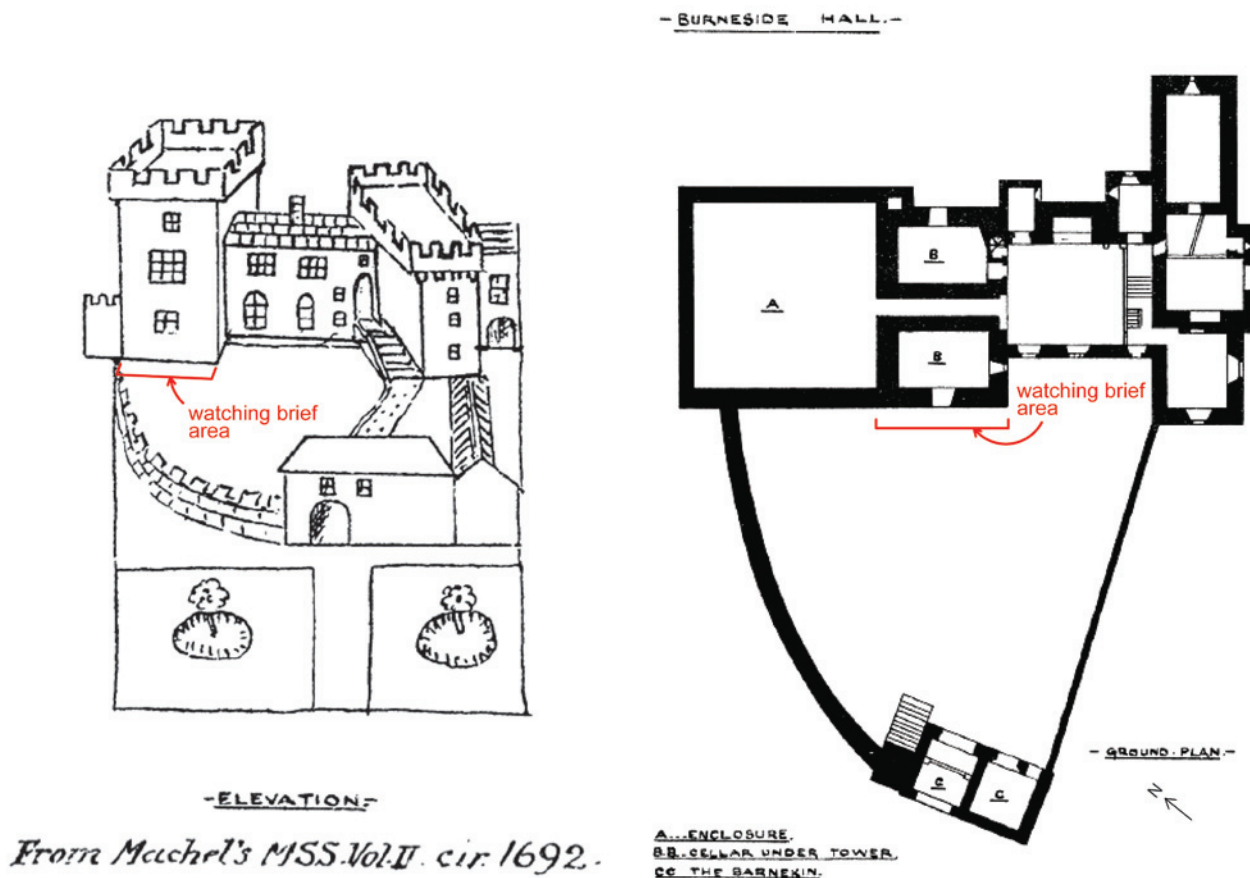 - BURNESIDE HALL. -
watching brief
area
- ELEVATION -
From Machel's MSS. Vol. II. cir. 1692.
A
B
B
watching brief
area
C
C
- GROUND. PLAN. -
N
A... ENCLOSURE.
B.B. CELLAR UNDER TOWER.
CC THE BARNEKIN.